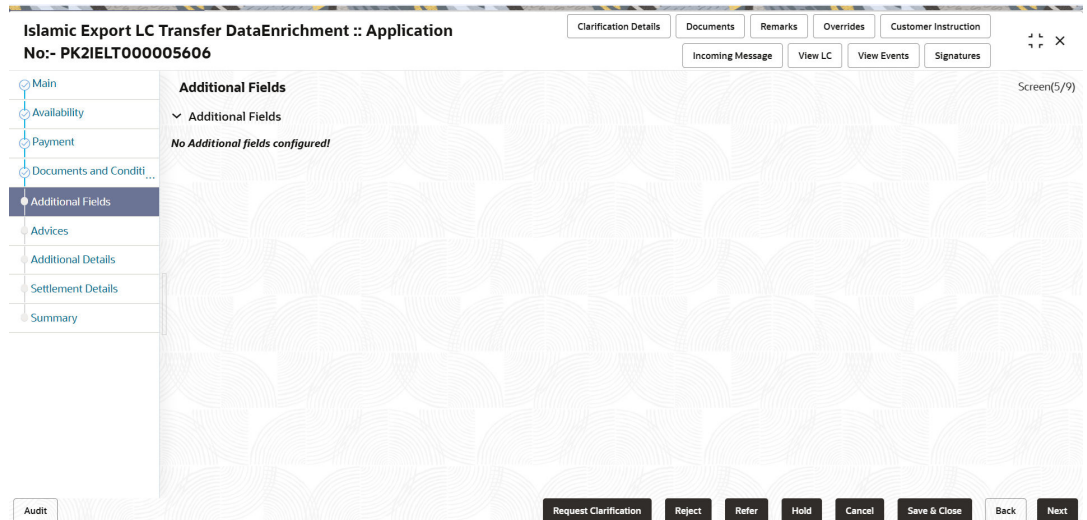 Islamic Export LC Transfer DataEnrichment :: Application
No:- PK2IELT000005606
Clarification Details
Documents
Remarks
Overrides
Customer Instruction
Incoming Message
View LC
View Events
Signatures
Main
Availability
Payment
Documents and Conditi...
Additional Fields
Advices
Additional Details
Settlement Details
Summary
Additional Fields
Screen(5/9)
Additional Fields
No Additional fields configured!
Audit
Request Clarification
Reject
Refer
Hold
Cancel
Save & Close
Back
Next